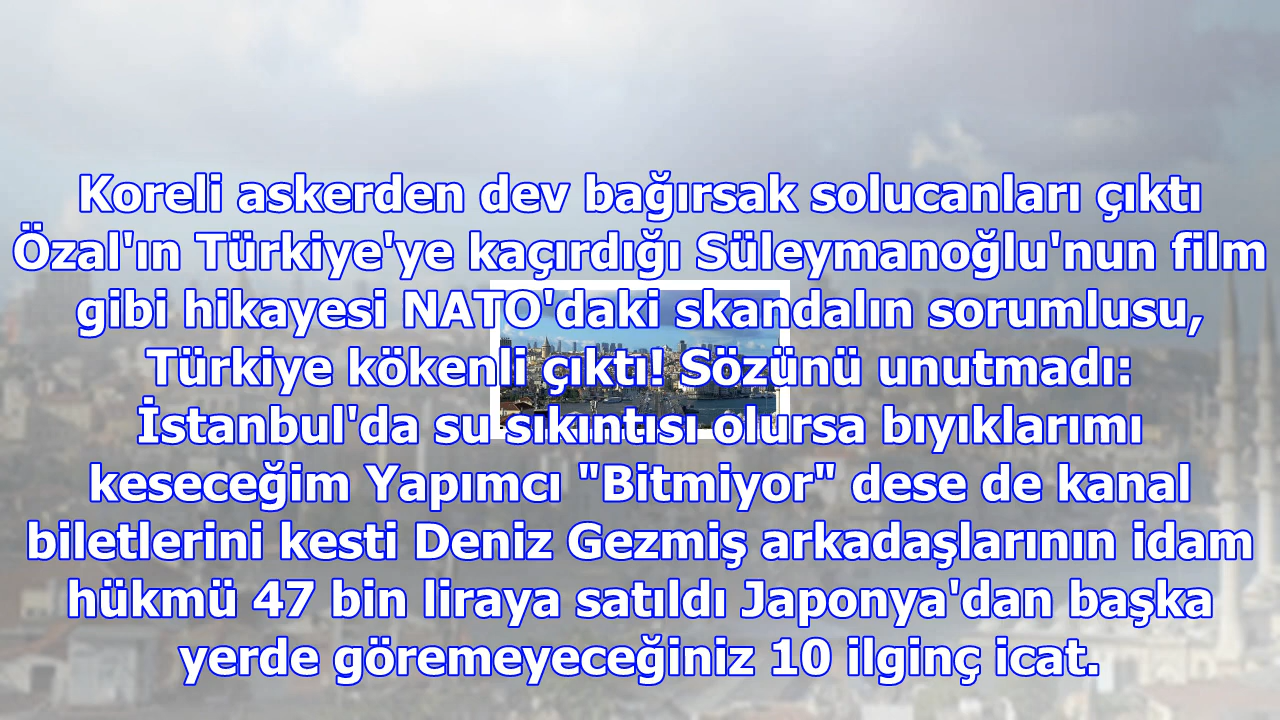 Koreli askerden dev bağırsak solucanları çıktı
Özal'ın Türkiye'ye kaçırdığı Süleymanoğlu'nun film
gibi hikayesi NATO'daki skandalın sorumlusu,
Türkiye kökenli çıktı! Sözünü unutmadı:
İstanbul'da su sıkıntısı olursa bıyıklarımı
keseceğim Yapımcı "Bitmiyor" dese de kanal
biletlerini kesti Deniz Gezmiş arkadaşlarının idam
hükmü 47 bin liraya satıldı Japonya'dan başka
yerde göremeyeceğiniz 10 ilginç icat.